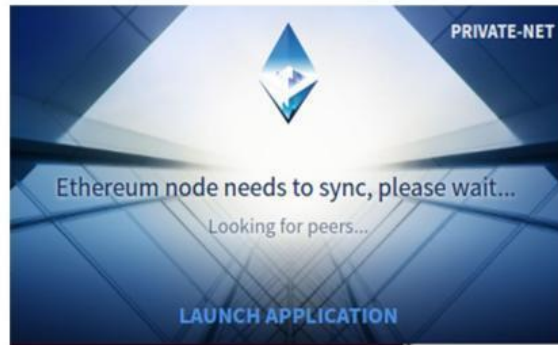 PRIVATE-NET
Ethereum node needs to sync, please wait...
Looking for peers...
LAUNCH APPLICATION